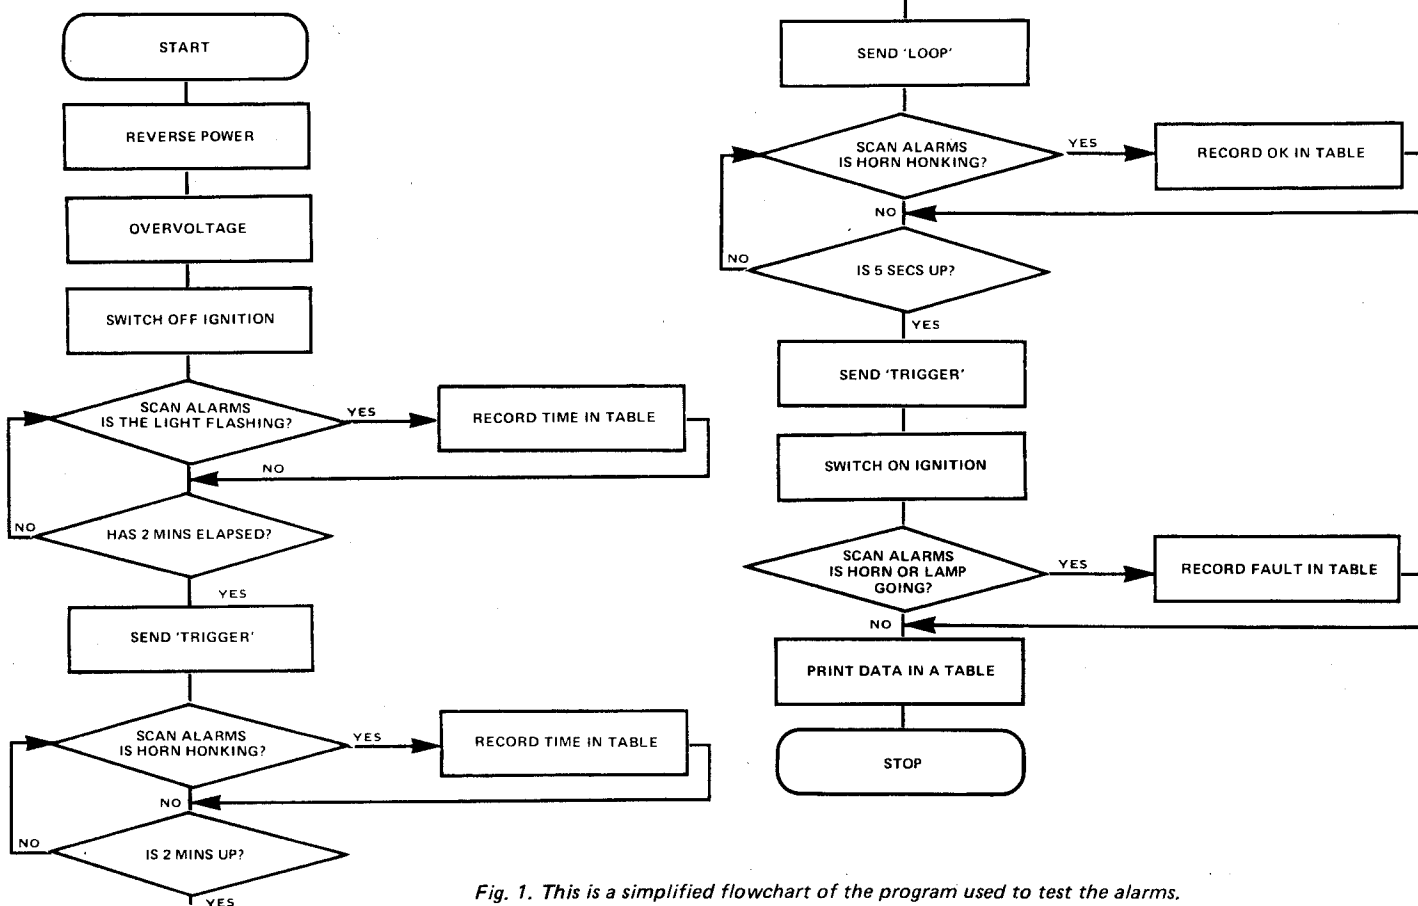 START
REVERSE POWER
OVERVOLTAGE
SWITCH OFF IGNITION
SCAN ALARMS
IS THE LIGHT FLASHING?
YES
RECORD TIME IN TABLE
NO
HAS 2 MINS ELAPSED?
NO
YES
SEND 'TRIGGER'
SCAN ALARMS
IS HORN HONKING?
YES
RECORD TIME IN TABLE
NO
IS 2 MINS UP?
NO
YES
SEND 'LOOP'
SCAN ALARMS
IS HORN HONKING?
YES
RECORD OK IN TABLE
NO
IS 5 SECS UP?
NO
YES
SEND 'TRIGGER'
SWITCH ON IGNITION
SCAN ALARMS
IS HORN OR LAMP
GOING?
YES
RECORD FAULT IN TABLE
NO
PRINT DATA IN A TABLE
STOP
Fig. 1. This is a simplified flowchart of the program used to test the alarms.